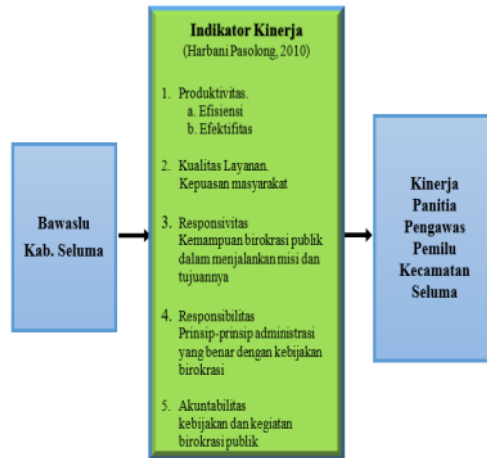 Bawaslu
Kab. Seluma
Indikator Kinerja
(Harbani Pasolong, 2010)
1. Produktivitas.
a. Efisiensi
b. Efektifitas
2. Kualitas Layanan.
Kepuasan masyarakat
3. Responsivitas
Kemampuan birokrasi publik
dalam menjalankan misi dan
tujuannya
4. Responsibilitas
Prinsip-prinsip administrasi
yang benar dengan kebijakan
birokrasi
5. Akuntabilitas
kebijakan dan kegiatan
birokrasi publik
Kinerja
Panitia
Pengawas
Pemilu
Kecamatan
Seluma